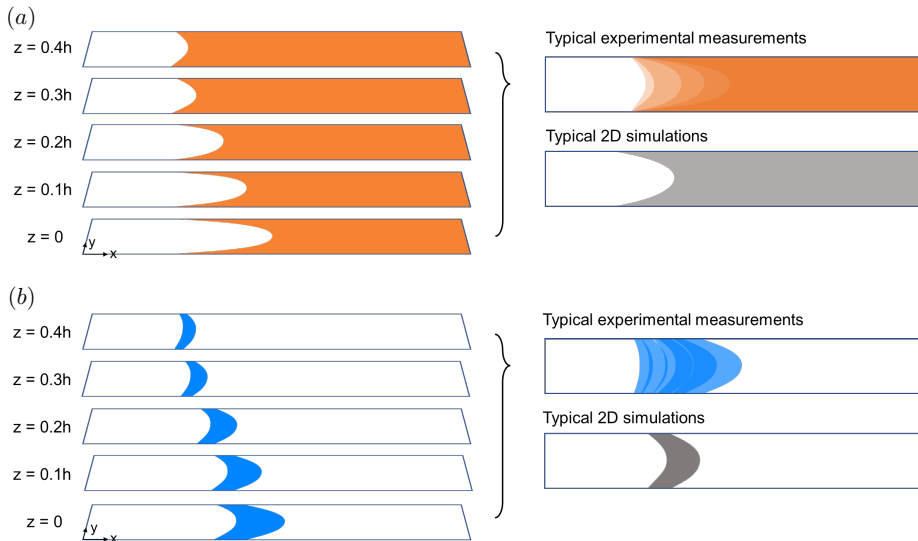 (a)
z = 0.4h
z = 0.3h
z = 0.2h
z = 0.1h
z = 0
y
x
Typical experimental measurements
Typical 2D simulations
(b)
z = 0.4h
z = 0.3h
z = 0.2h
z = 0.1h
z = 0
y
x
Typical experimental measurements
Typical 2D simulations